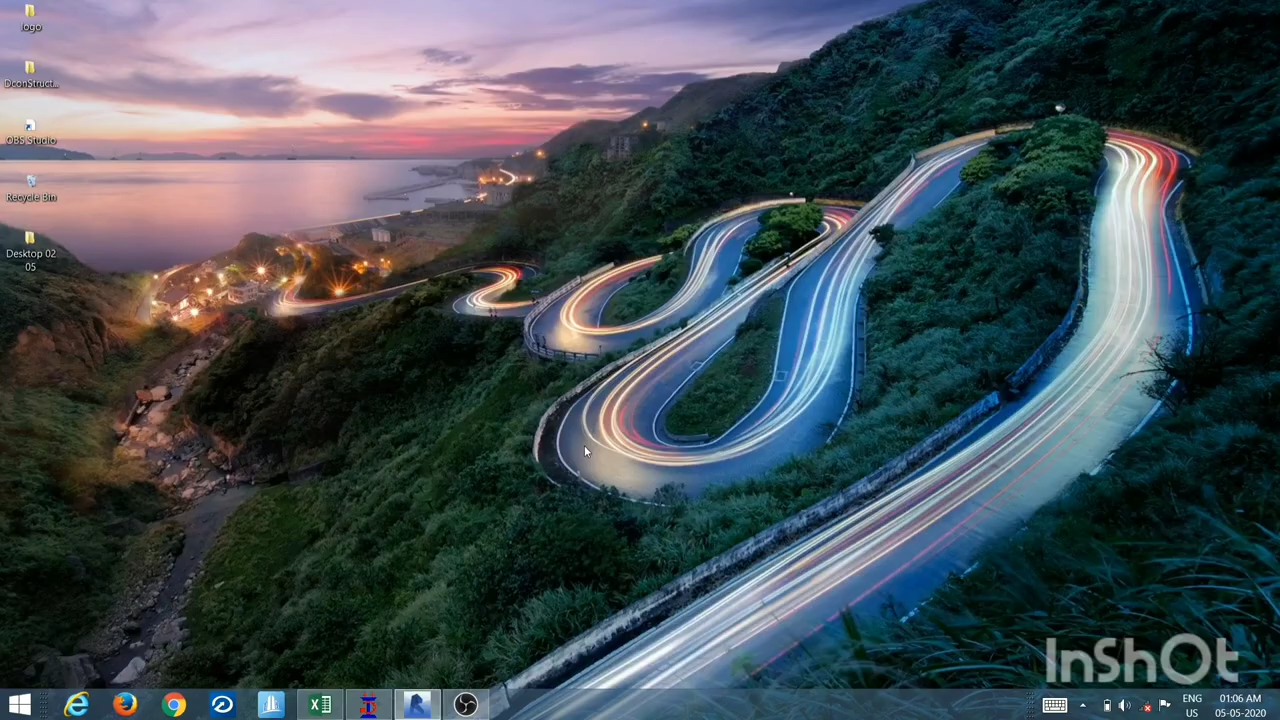 logo
DconStruct...
OBS Studio
Recycle Bin
Desktop 02
05
InShOt
ENG
US
01:06 AM
05-05-2020